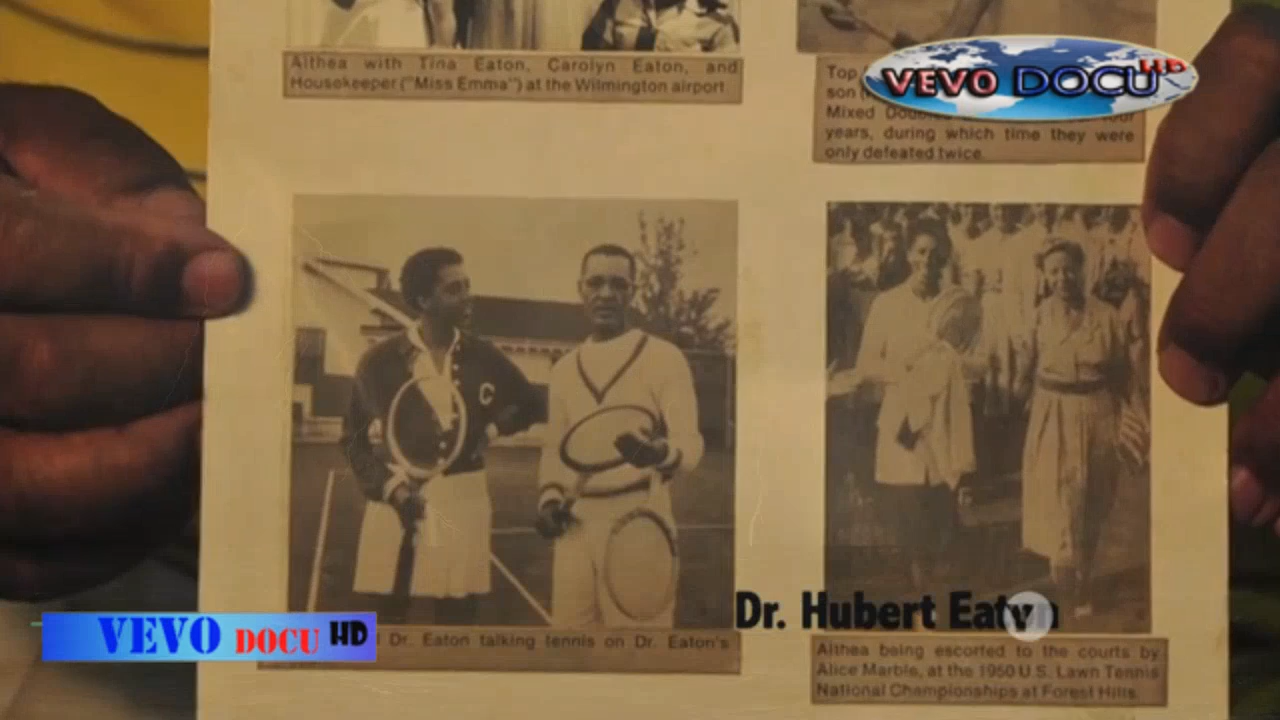 Althea with Tina Eaton, Carolyn Eaton, and
Housekeeper ("Miss Emma") at the Wilmington airport.
Top
son (
Mixed
years, during which time they were
only defeated twice.
VEVO DOCU HD
Dr. Eaton talking tennis on Dr. Eaton's
Dr. Hubert
Althea being escorted to the courts by
Alice Marble, at the 1950 U.S. Lawn Tennis
National Championships at Forest Hills.
VEVO DOCU HD